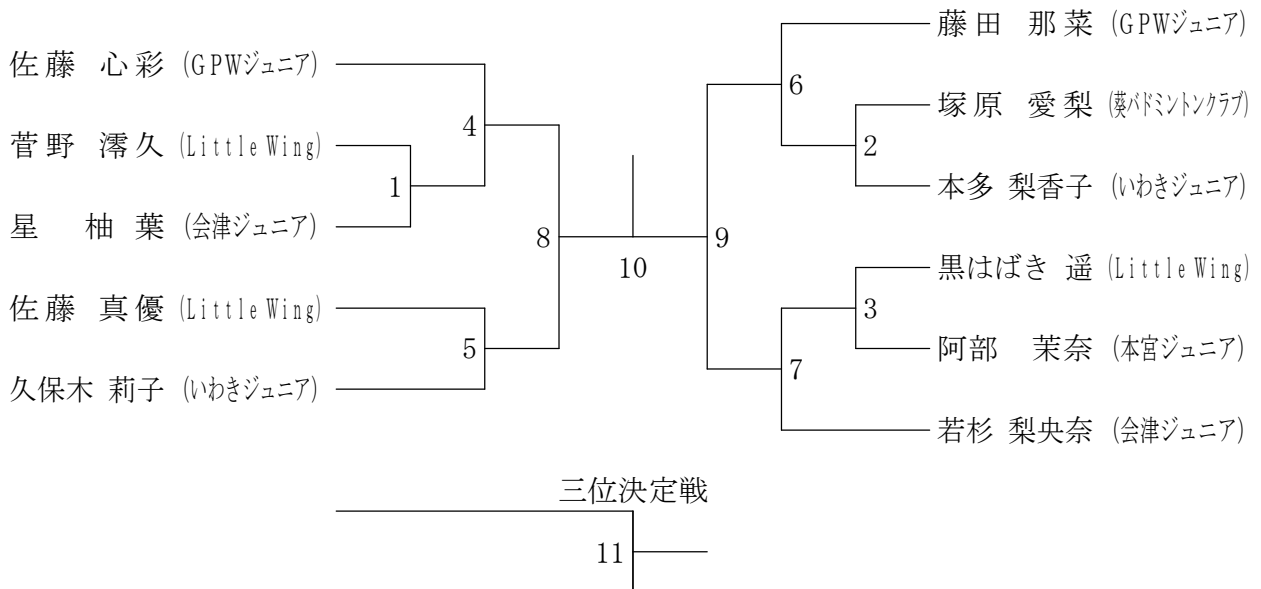 佐藤 心彩 (GPWジュニア)
菅野 澪久 (Little Wing)
星 柚葉 (会津ジュニア)
佐藤 真優 (Little Wing)
久保木 莉子 (いわきジュニア)
4
1
8
5
10
藤田 那菜 (GPWジュニア)
塚原 愛梨 (葵バドミントンクラブ)
本多 梨香子 (いわきジュニア)
黒はばき 遥 (Little Wing)
阿部 茉奈 (本宮ジュニア)
若杉 梨央奈 (会津ジュニア)
6
2
9
3
7
三位決定戦
11